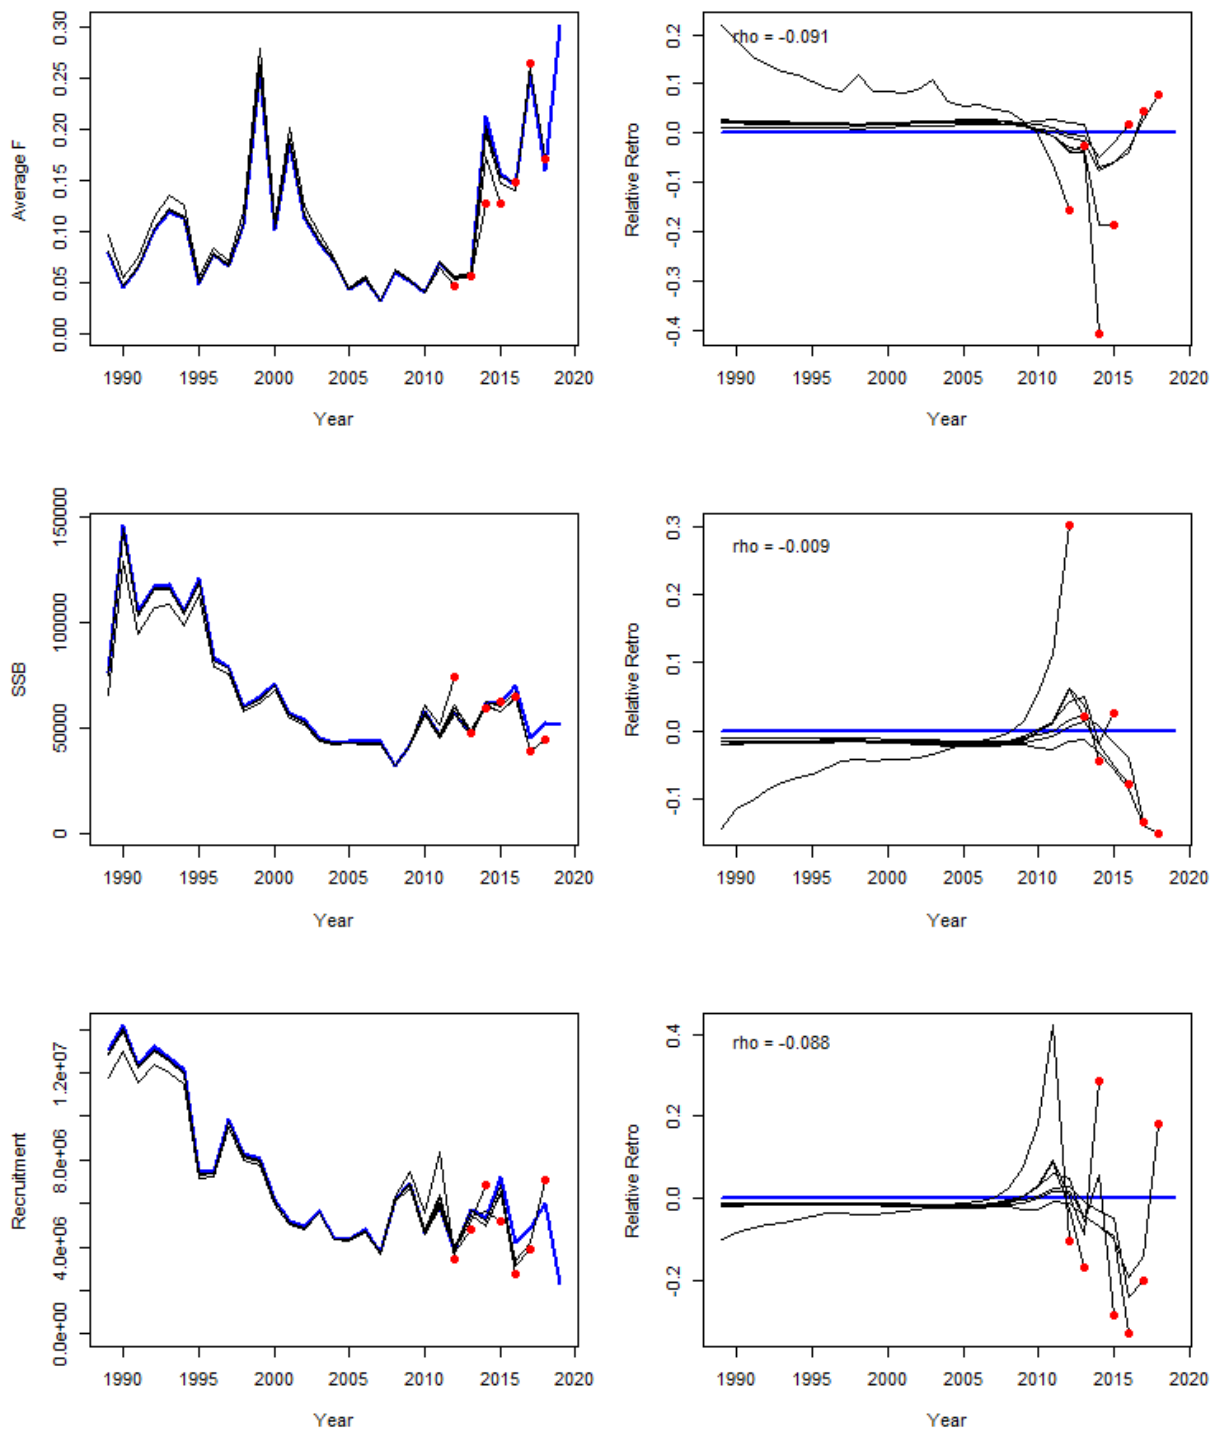 Average F
0.30
0.25
0.20
0.15
0.10
0.05
0.00
1990 1995 2000 2005 2010 2015 2020
Year
Relative Retro
rho = -0.091
0.2
0.1
0.0
-0.1
-0.2
-0.3
-0.4
1990 1995 2000 2005 2010 2015 2020
Year
SSB
150000
100000
50000
0
1990 1995 2000 2005 2010 2015 2020
Year
Relative Retro
rho = -0.009
0.3
0.2
0.1
0.0
-0.1
1990 1995 2000 2005 2010 2015 2020
Year
Recruitment
1.2e+07
8.0e+06
4.0e+06
0.0e+00
1990 1995 2000 2005 2010 2015 2020
Year
Relative Retro
rho = -0.088
0.4
0.2
0.0
-0.2
1990 1995 2000 2005 2010 2015 2020
Year